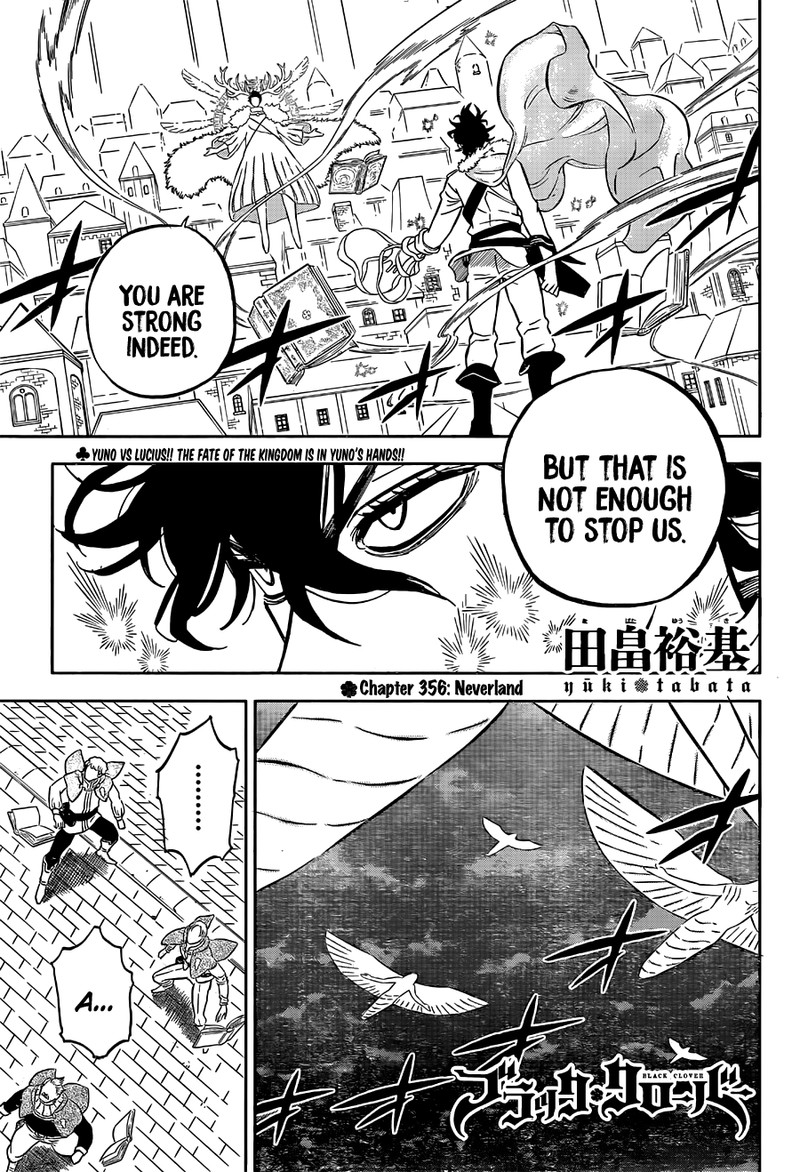 YOU ARE
STRONG
INDEED.
BUT THAT IS
NOT ENOUGH
TO STOP US.
♣YUNO VS LUCIUS!! THE FATE OF THE KINGDOM IS IN YUNO'S HANDS!!
田畠裕基
yūki tabata
Chapter 356: Neverland
.........
A...
ブラッククローバー
BLACK CLOVER